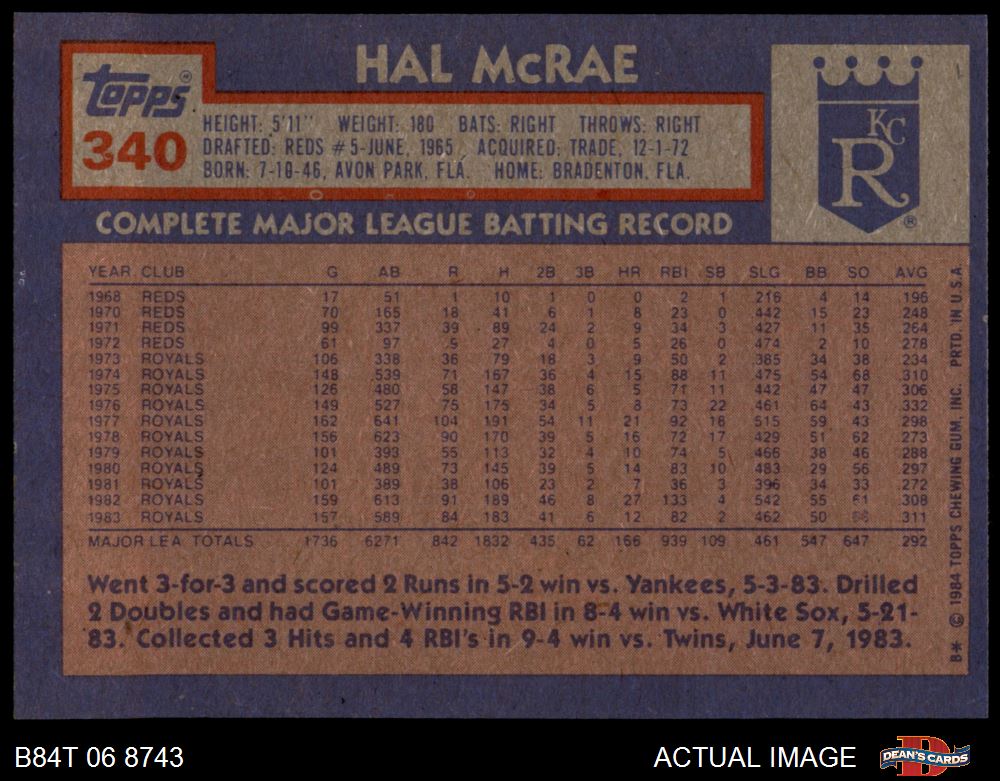 topps®
340
HAL McRAE
HEIGHT: 5'11" WEIGHT: 180 BATS: RIGHT THROWS: RIGHT
DRAFTED: REDS #5-JUNE, 1965 ACQUIRED: TRADE, 12-1-72
BORN: 7-10-46, AVON PARK, FLA. HOME: BRADENTON, FLA.
KC
R
®
COMPLETE MAJOR LEAGUE BATTING RECORD
YEAR CLUB G AB R H 2B 3B HR RBI SB SLG BB SO AVG
1968 REDS 17 51 1 10 1 0 0 2 1 216 4 14 196
1970 REDS 70 165 18 41 6 1 8 23 0 442 15 23 248
1971 REDS 99 337 39 89 24 2 9 34 3 427 11 35 264
1972 REDS 61 97 9 27 4 0 5 26 0 474 2 10 278
1973 ROYALS 106 338 36 79 18 3 9 50 2 385 34 38 234
1974 ROYALS 148 539 71 167 36 4 15 88 11 475 54 68 310
1975 ROYALS 126 480 58 147 38 6 5 71 11 442 47 47 306
1976 ROYALS 149 527 75 175 34 5 8 73 22 461 64 43 332
1977 ROYALS 162 641 104 191 54 11 21 92 18 515 59 43 298
1978 ROYALS 156 623 90 170 39 5 16 72 17 429 51 62 273
1979 ROYALS 101 393 55 113 32 4 10 74 5 466 38 46 288
1980 ROYALS 124 489 73 145 39 5 14 83 10 483 29 56 297
1981 ROYALS 101 389 38 106 23 2 7 36 3 396 34 33 272
1982 ROYALS 159 613 91 189 46 8 27 133 4 542 55 61 308
1983 ROYALS 157 589 84 183 41 6 12 82 2 462 50 311
MAJOR LEA. TOTALS 1736 6271 842 1832 435 62 166 939 109 461 547 647 292
Went 3-for-3 and scored 2 Runs in 5-2 win vs. Yankees, 5-3-83. Drilled
2 Doubles and had Game-Winning RBI in 8-4 win vs. White Sox, 5-21-
83. Collected 3 Hits and 4 RBI's in 9-4 win vs. Twins, June 7, 1983.
B* © 1984 TOPPS CHEWING GUM, INC. PRTD. IN U.S.A.
B84T 06 8743
ACTUAL IMAGE
DEAN'S CARDS